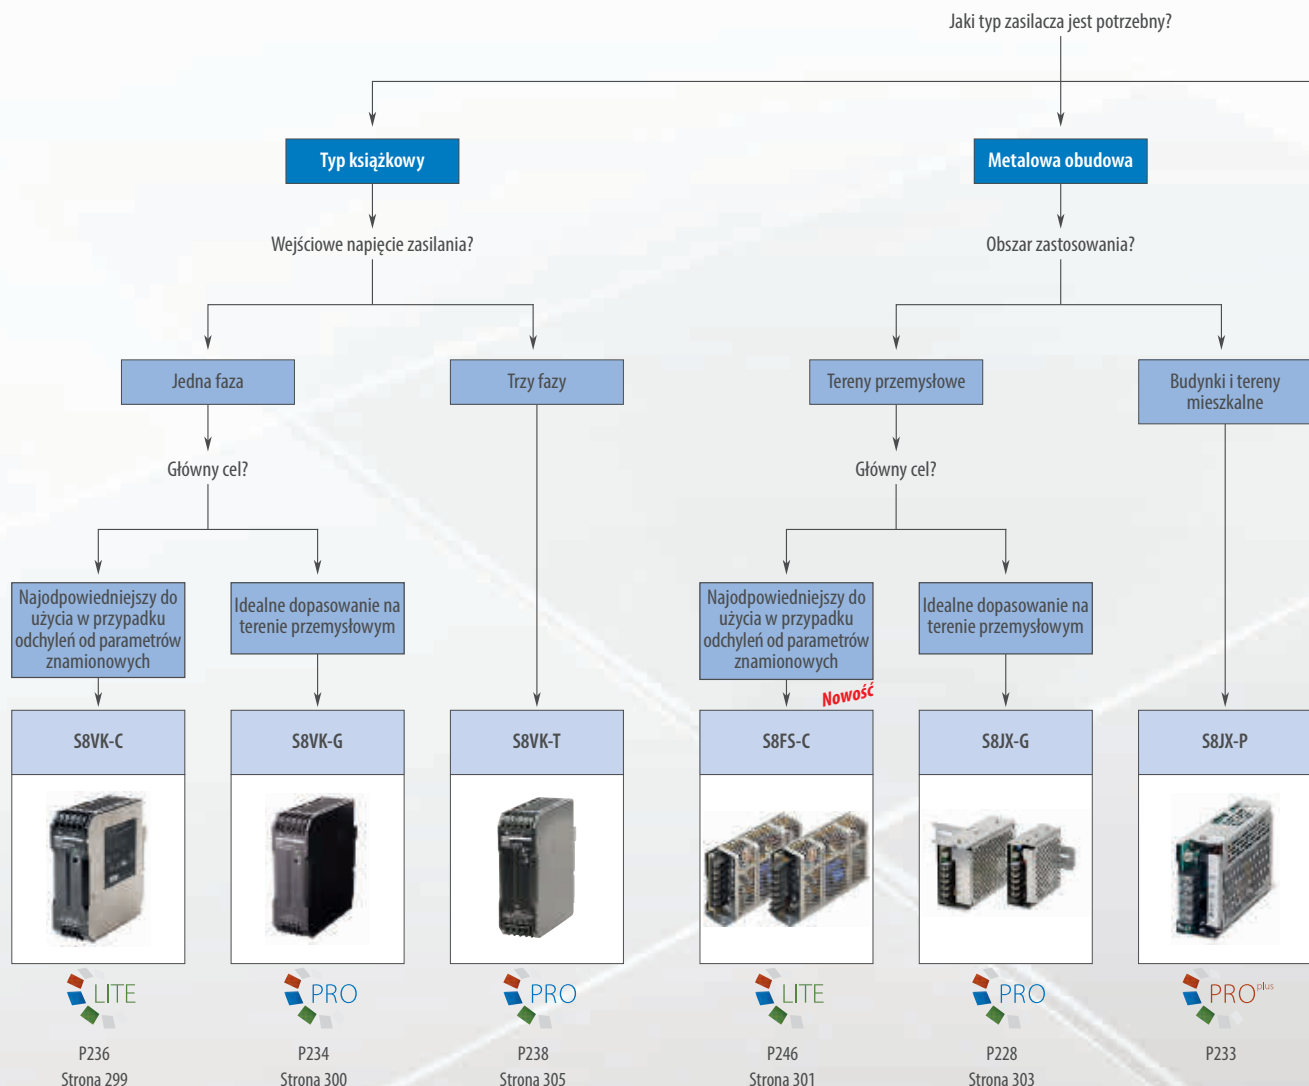 Jaki typ zasilacza jest potrzebny?
Typ książkowy
Metalowa obudowa
Wejściowe napięcie zasilania?
Obszar zastosowania?
Jedna faza
Trzy fazy
Tereny przemysłowe
Budynki i tereny
mieszkalne
Główny cel?
Główny cel?
Najodpowiedniejszy do
użycia w przypadku
odchyleń od parametrów
znamionowych
Idealne dopasowanie na
terenie przemysłowym
Najodpowiedniejszy do
użycia w przypadku
odchyleń od parametrów
znamionowych
Idealne dopasowanie na
terenie przemysłowym
Nowość
S8VK-C
S8VK-G
S8VK-T
S8FS-C
S8JX-G
S8JX-P
LITE
PRO
PRO
LITE
PRO
PROplus
P236
P234
P238
P246
P228
P233
Strona 299
Strona 300
Strona 305
Strona 301
Strona 303